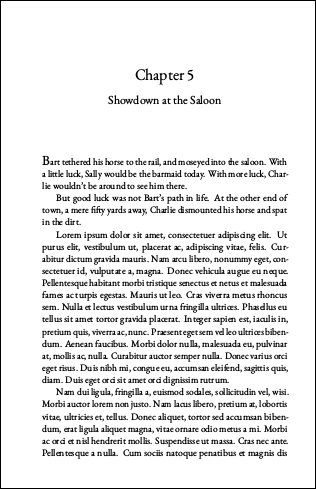 Chapter 5
Showdown at the Saloon
Bart tethered his horse to the rail, and moseyed into the saloon. With
a little luck, Sally would be the barmaid today. With more luck, Char-
lie wouldn't be around to see him there.
But good luck was not Bart's path in life. At the other end of
town, a mere fifty yards away, Charlie dismounted his horse and spat
in the dirt.
Lorem ipsum dolor sit amet, consectetuer adipiscing elit. Ut
purus elit, vestibulum ut, placerat ac, adipiscing vitae, felis. Cur-
abitur dictum gravida mauris. Nam arcu libero, nonummy eget, con-
sectetuer id, vulputate a, magna. Donec vehicula augue eu neque.
Pellentesque habitant morbi tristique senectus et netus et malesuada
fames ac turpis egestas. Mauris ut leo. Cras viverra metus rhoncus
sem. Nulla et lectus vestibulum urna fringilla ultrices. Phasellus eu
tellus sit amet tortor gravida placerat. Integer sapien est, iaculis in,
pretium quis, viverra ac, nunc. Praesent eget sem vel leo ultrices biben-
dum. Aenean faucibus. Morbi dolor nulla, malesuada eu, pulvinar
at, mollis ac, nulla. Curabitur auctor semper nulla. Donec varius orci
eget risus. Duis nibh mi, congue eu, accumsan eleifend, sagittis quis,
diam. Duis eget orci sit amet orci dignissim rutrum.
Nam dui ligula, fringilla a, euismod sodales, sollicitudin vel, wisi.
Morbi auctor lorem non justo. Nam lacus libero, pretium at, lobortis
vitae, ultricies et, tellus. Donec aliquet, tortor sed accumsan biben-
dum, erat ligula aliquet magna, vitae ornare odio metus a mi. Morbi
ac orci et nisl hendrerit mollis. Suspendisse ut massa. Cras nec ante.
Pellentesque a nulla. Cum sociis natoque penatibus et magnis dis